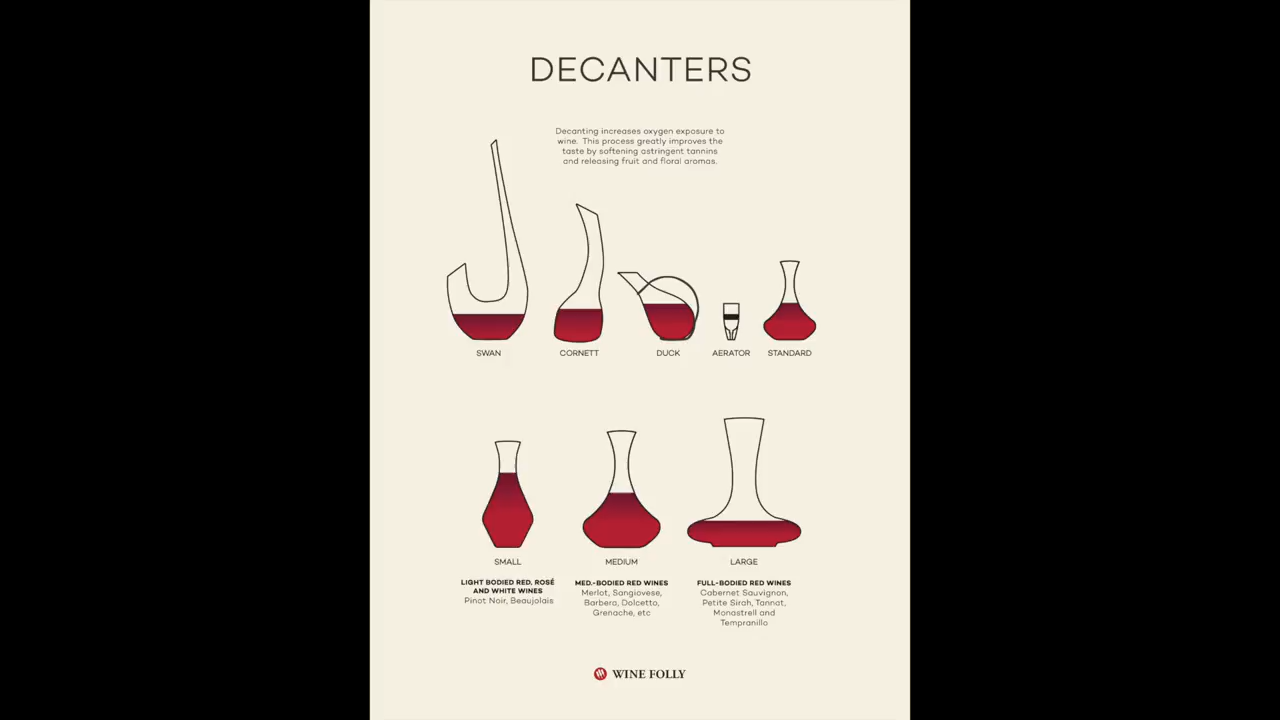 DECANTERS
Decanting increases oxygen exposure to
wine. This process greatly improves the
taste by softening astringent tannins
and releasing fruit and floral aromas.
SWAN
CORNETT
DUCK
AERATOR
STANDARD
SMALL
LIGHT BODIED RED, ROSÉ
AND WHITE WINES
Pinot Noir, Beaujolais
MEDIUM
MED.-BODIED RED WINES
Merlot, Sangiovese,
Barbera, Dolcetto,
Grenache, etc
LARGE
FULL-BODIED RED WINES
Cabernet Sauvignon,
Petite Sirah, Tannat,
Monastrell and
Tempranillo
WINE FOLLY